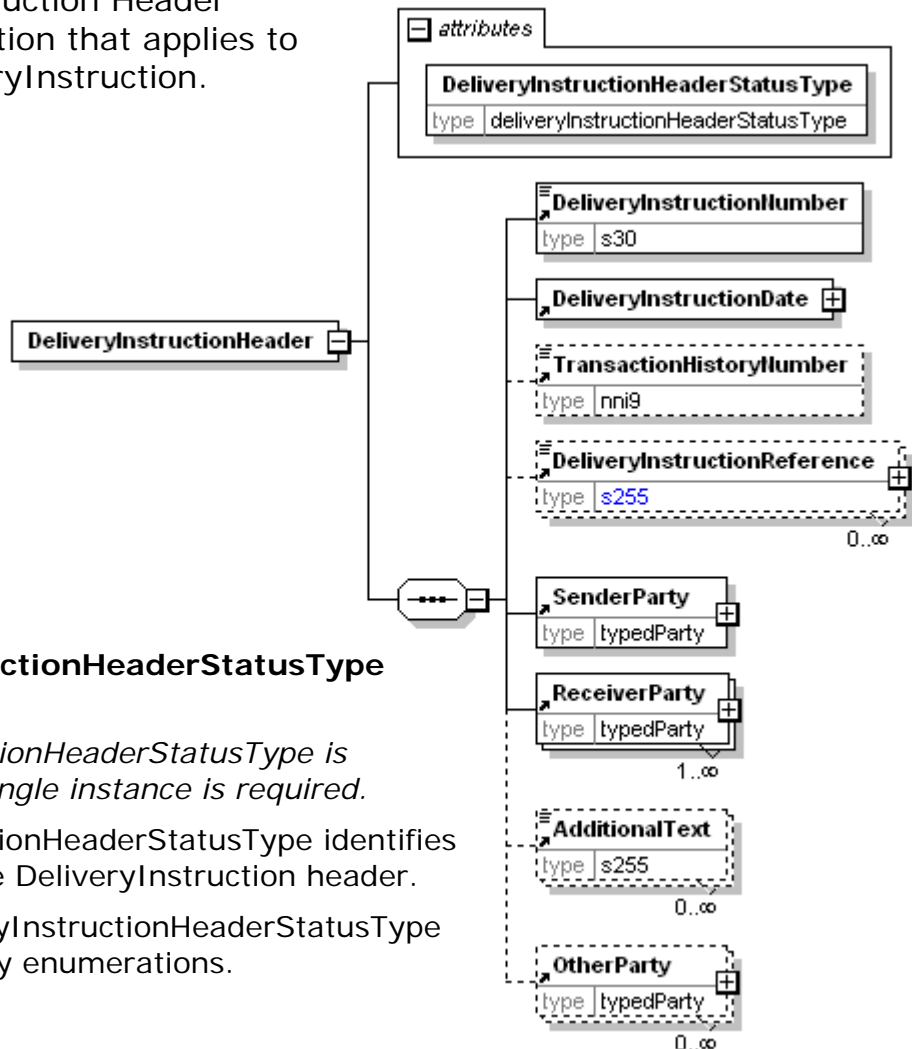 uction Header
tion that applies to
ryInstruction.
attributes
DeliveryInstructionHeaderStatusType
type deliveryInstructionHeaderStatusType
DeliveryInstructionNumber
type s30
DeliveryInstructionDate
DeliveryInstructionHeader
TransactionHistoryNumber
type nni9
DeliveryInstructionReference
type s255
0..∞
SenderParty
type typedParty
ReceiverParty
type typedParty
1..∞
AdditionalText
type s255
0..∞
OtherParty
type typedParty
0..∞
ctionHeaderStatusType
ionHeaderStatusType is
ngle instance is required.
ionHeaderStatusType identifies
e DeliveryInstruction header.
yInstructionHeaderStatusType
y enumerations.